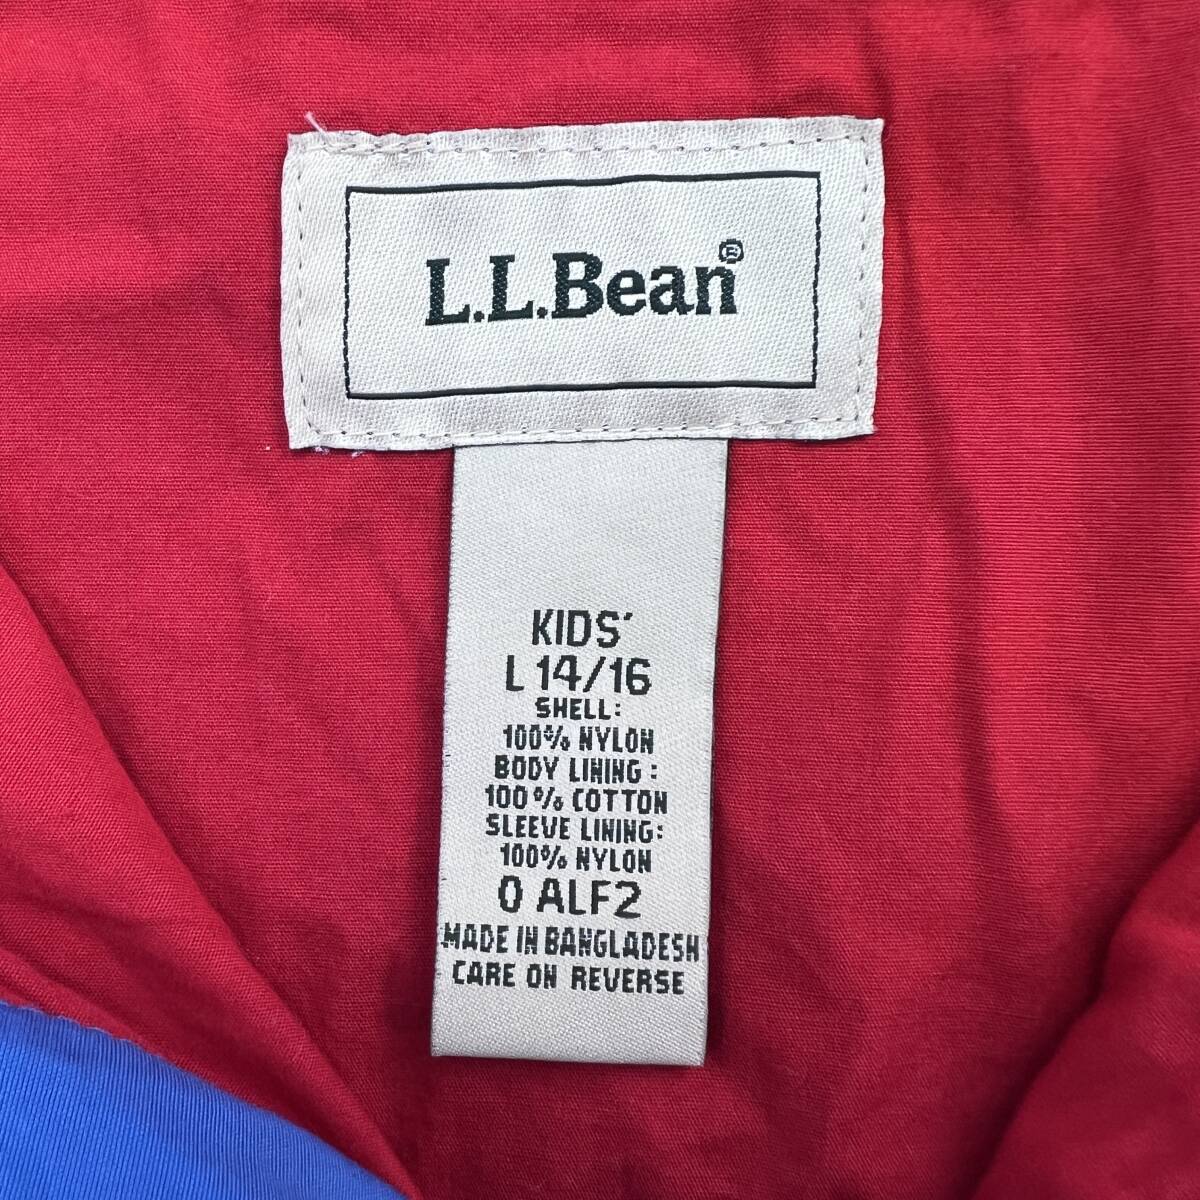 L.L.Bean®
KIDS'
L 14/16
SHELL:
100% NYLON
BODY LINING :
100% COTTON
SLEEVE LINING:
100% NYLON
0 ALF2
MADE IN BANGLADESH
CARE ON REVERSE